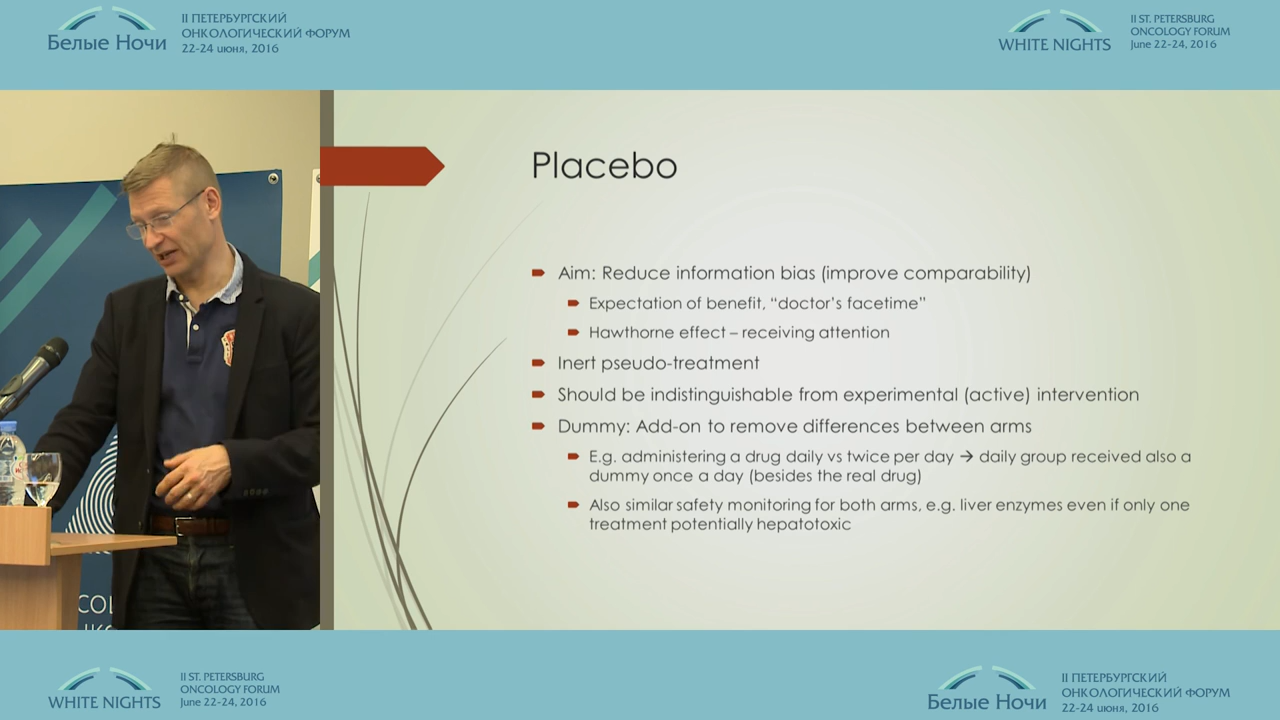 II ПЕТЕРБУРГСКИЙ
ОНКОЛОГИЧЕСКИЙ ФОРУМ
22-24 июня, 2016
Белые Ночи
II ST. PETERSBURG
ONCOLOGY FORUM
June 22-24, 2016
WHITE NIGHTS
Placebo
Aim: Reduce information bias (improve comparability)
Expectation of benefit, “doctor’s facetime”
Hawthorne effect – receiving attention
Inert pseudo-treatment
Should be indistinguishable from experimental (active) intervention
Dummy: Add-on to remove differences between arms
E.g. administering a drug daily vs twice per day → daily group received also a
dummy once a day (besides the real drug)
Also similar safety monitoring for both arms, e.g. liver enzymes even if only one
treatment potentially hepatotoxic
II ST. PETERSBURG
ONCOLOGY FORUM
June 22-24, 2016
WHITE NIGHTS
II ПЕТЕРБУРГСКИЙ
ОНКОЛОГИЧЕСКИЙ ФОРУМ
22-24 июня, 2016
Белые Ночи